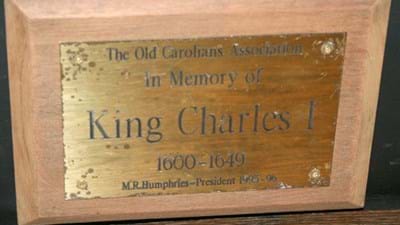 The Old Carolians Association
In Memory of
King Charles I
1600-1649
M.R.Humphries-President 1995-96